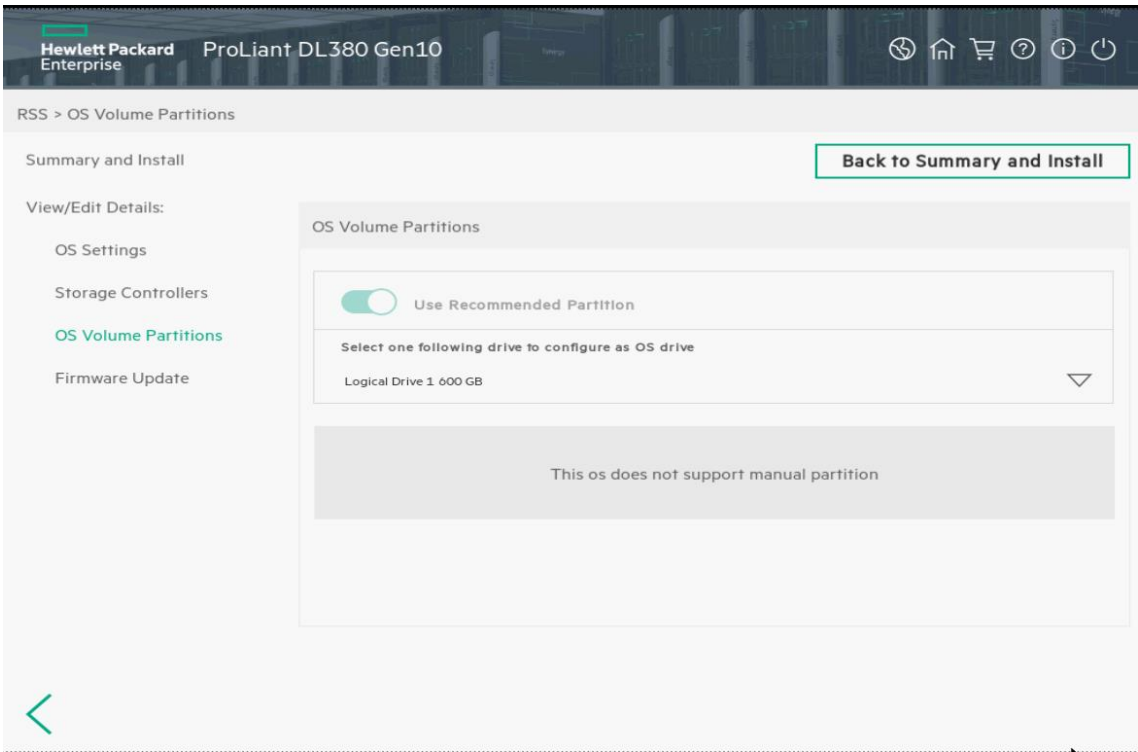 Hewlett Packard
Enterprise
ProLiant DL380 Gen10
RSS > OS Volume Partitions
Summary and Install
Back to Summary and Install
View/Edit Details:
OS Settings
Storage Controllers
OS Volume Partitions
Firmware Update
OS Volume Partitions
Use Recommended Partition
Select one following drive to configure as OS drive
Logical Drive 1 600 GB
This os does not support manual partition